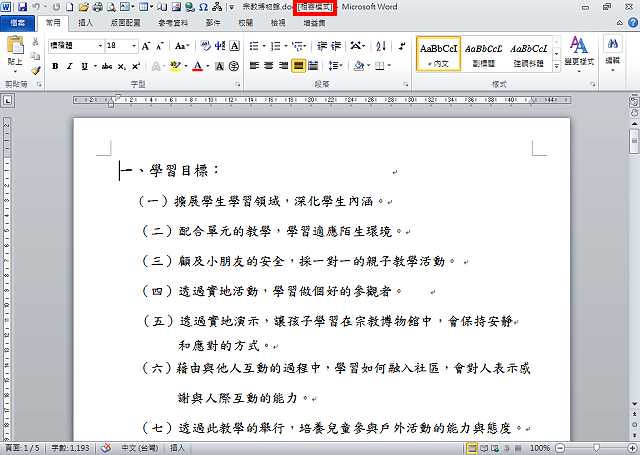 宗教博物館.doc [相容模式] - Microsoft Word
檔案 常用 插入 版面配置 參考資料 郵件 校閱 檢視 增益集
標楷體 18
貼上
剪貼簿 字型 段落 樣式
AaBbCcI AaBbCcL AaBbCcL
內文 副標題 強調斜體
變更樣式 編輯
一、學習目標：
（一）擴展學生學習領域，深化學生內涵。
（二）配合單元的教學，學習適應陌生環境。
（三）顧及小朋友的安全，採一對一的親子教學活動。
（四）透過實地活動，學習做個好的參觀者。
（五）透過實地演示，讓孩子學習在宗教博物館中，會保持安靜
和應對的方式。
（六）藉由與他人互動的過程中，學習如何融入社區，會對人表示感
謝與人際互動的能力。
（七）透過此教學的舉行，培養兒童參與戶外活動的能力與態度。
頁面: 1 / 5 字數: 1,193 中文 (台灣) 插入 100%